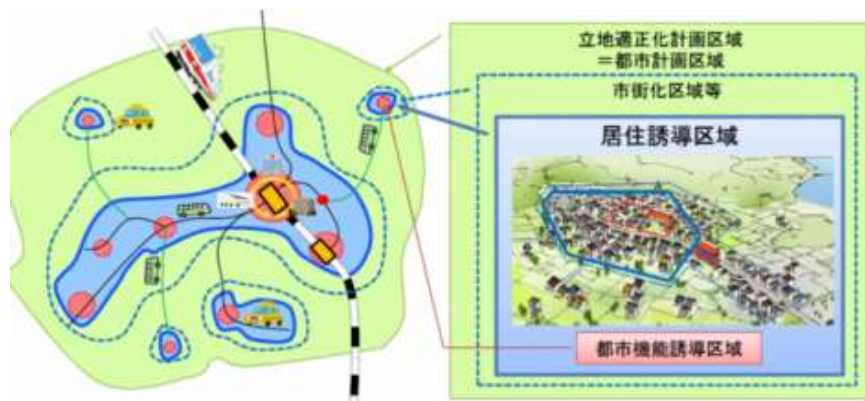 立地適正化計画区域
＝都市計画区域
市街化区域等
居住誘導区域
都市機能誘導区域